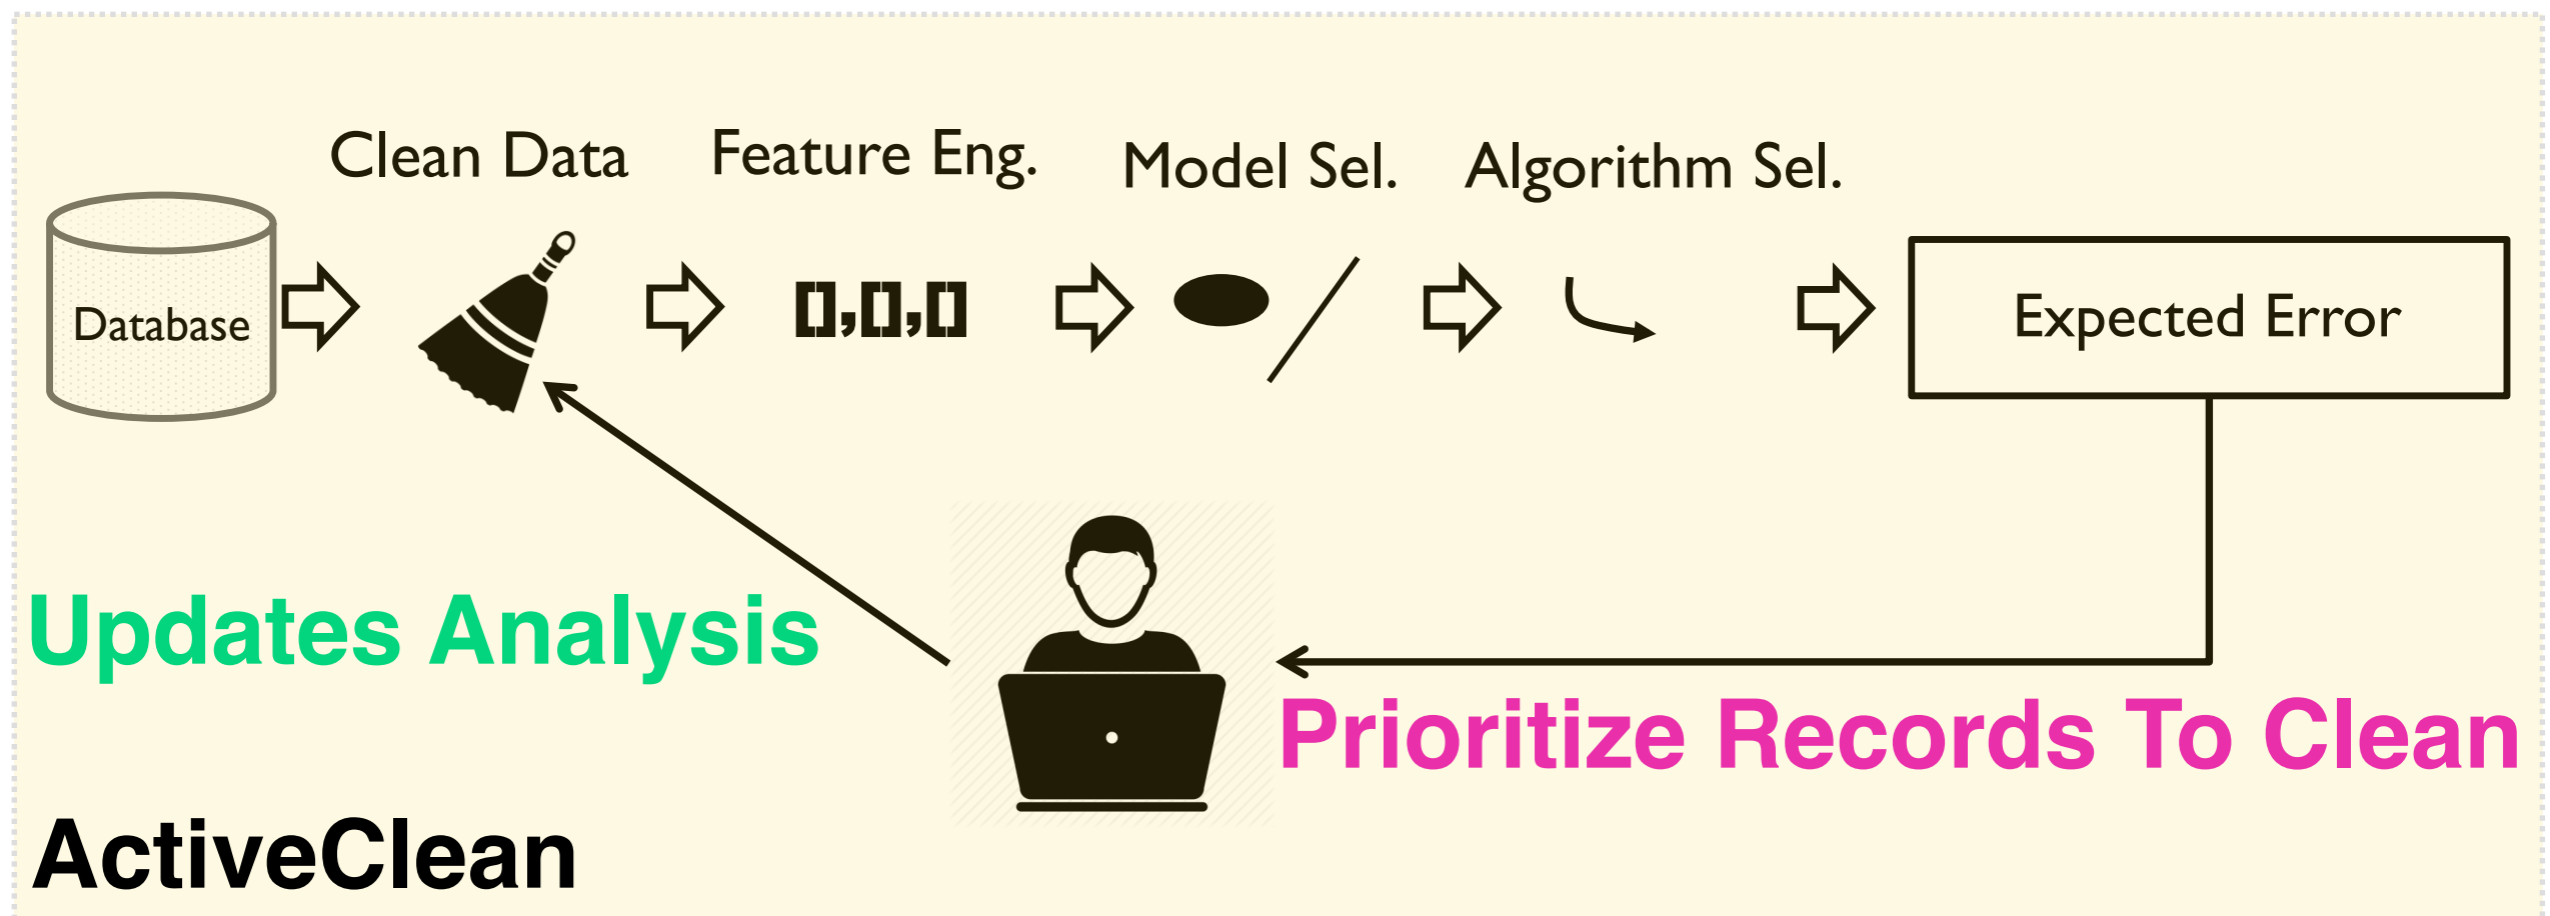 Clean Data
Feature Eng.
Model Sel.
Algorithm Sel.
Database
[],[],[]
Expected Error
Updates Analysis
Prioritize Records To Clean
ActiveClean